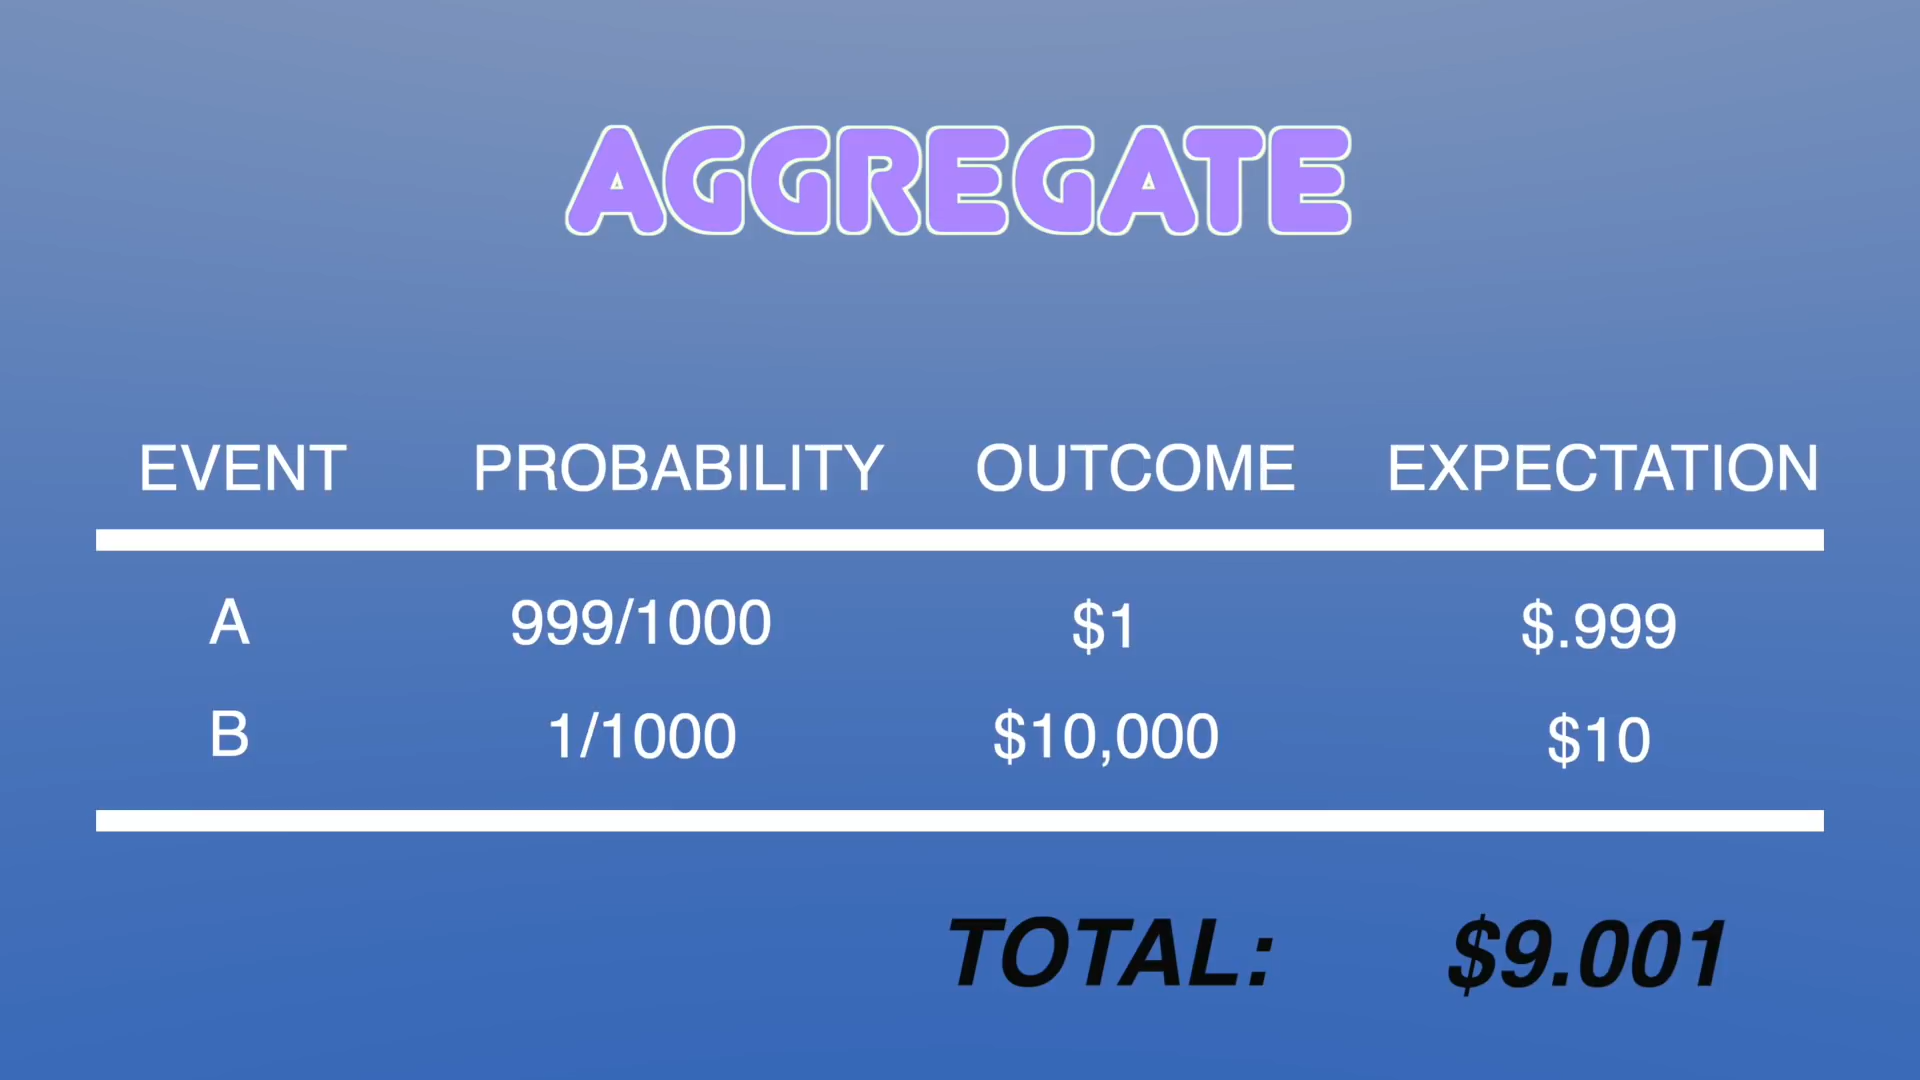 AGGREGATE
EVENT PROBABILITY OUTCOME EXPECTATION
A 999/1000 $1 $.999
B 1/1000 $10,000 $10
TOTAL: $9.001